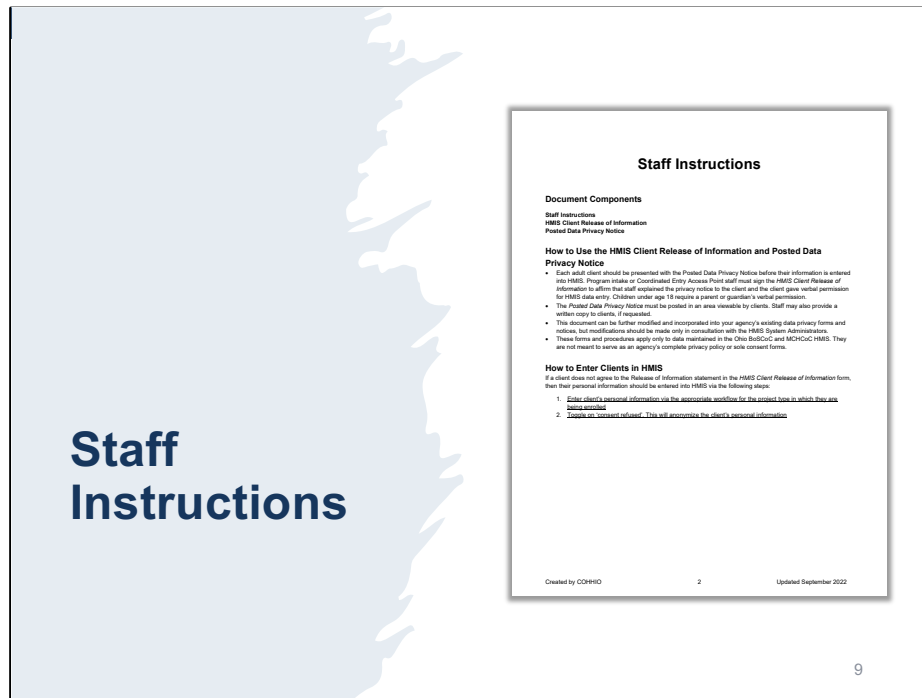 Staff
Instructions
Staff Instructions
Document Components
Staff Instructions
HMIS Client Release of Information
Posted Data Privacy Notice
How to Use the HMIS Client Release of Information and Posted Data
Privacy Notice
• Each adult client should be presented with the Posted Data Privacy Notice before their information is entered
into HMIS. Program intake or Coordinated Entry Access Point staff must sign the HMIS Client Release of
Information to affirm that staff explained the privacy notice to the client and the client gave verbal permission
for HMIS data entry. Children under age 18 require a parent or guardian's verbal permission.
• The Posted Data Privacy Notice must be posted in an area viewable by clients. Staff may also provide a
written copy to clients, if requested.
• This document can be further modified and incorporated into your agency's existing data privacy forms and
notices, but modifications should be made only in consultation with the HMIS System Administrators.
• These forms and procedures apply only to data maintained in the Ohio BoSCoC and MCHCoC HMIS. They
are not meant to serve as an agency's complete privacy policy or sole consent forms.
How to Enter Clients in HMIS
If a client does not agree to the Release of Information statement in the HMIS Client Release of Information form,
then their personal information should be entered into HMIS via the following steps:
1. Enter client's personal information via the appropriate workflow for the project type in which they are
being enrolled
2. Toggle on 'consent refused'. This will anonymize the client's personal information
Created by COHHIO 2 Updated September 2022
9